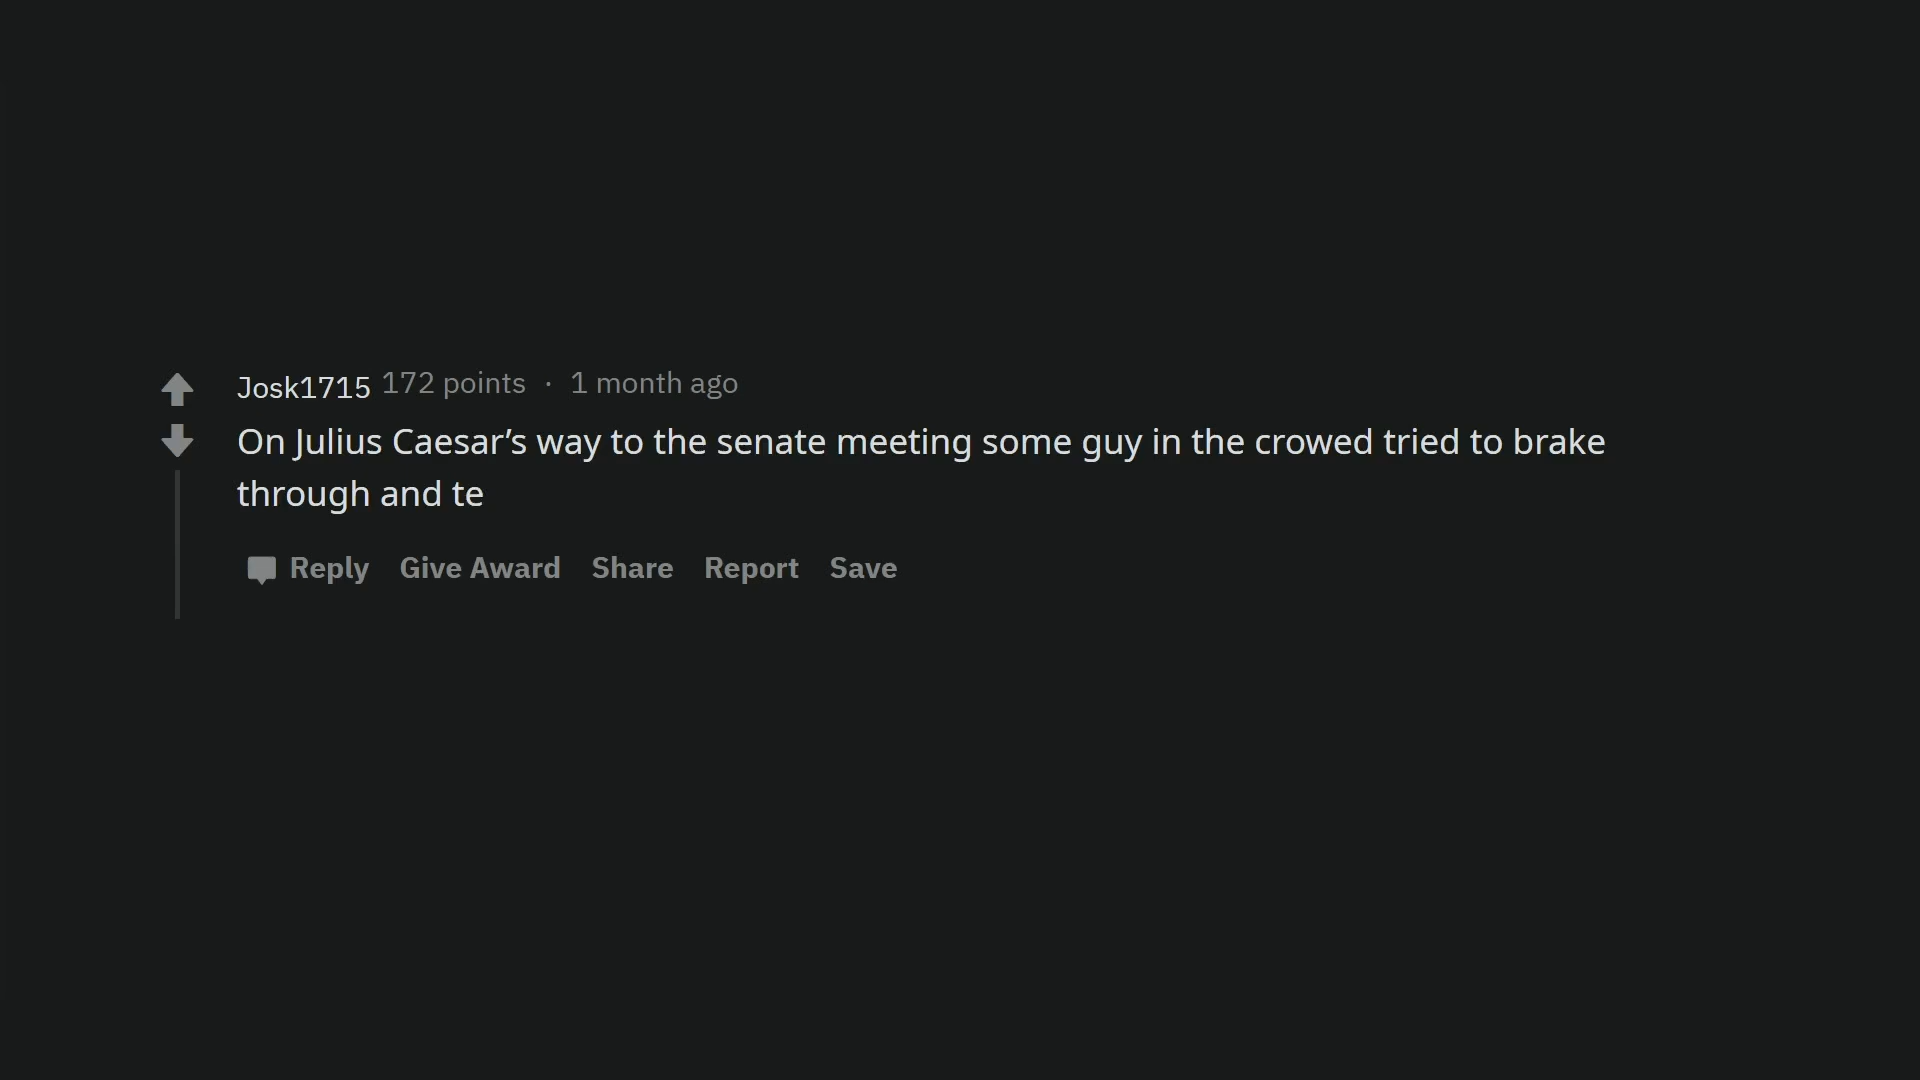 Josk1715 172 points · 1 month ago
On Julius Caesar’s way to the senate meeting some guy in the crowed tried to brake
through and te
Reply Give Award Share Report Save